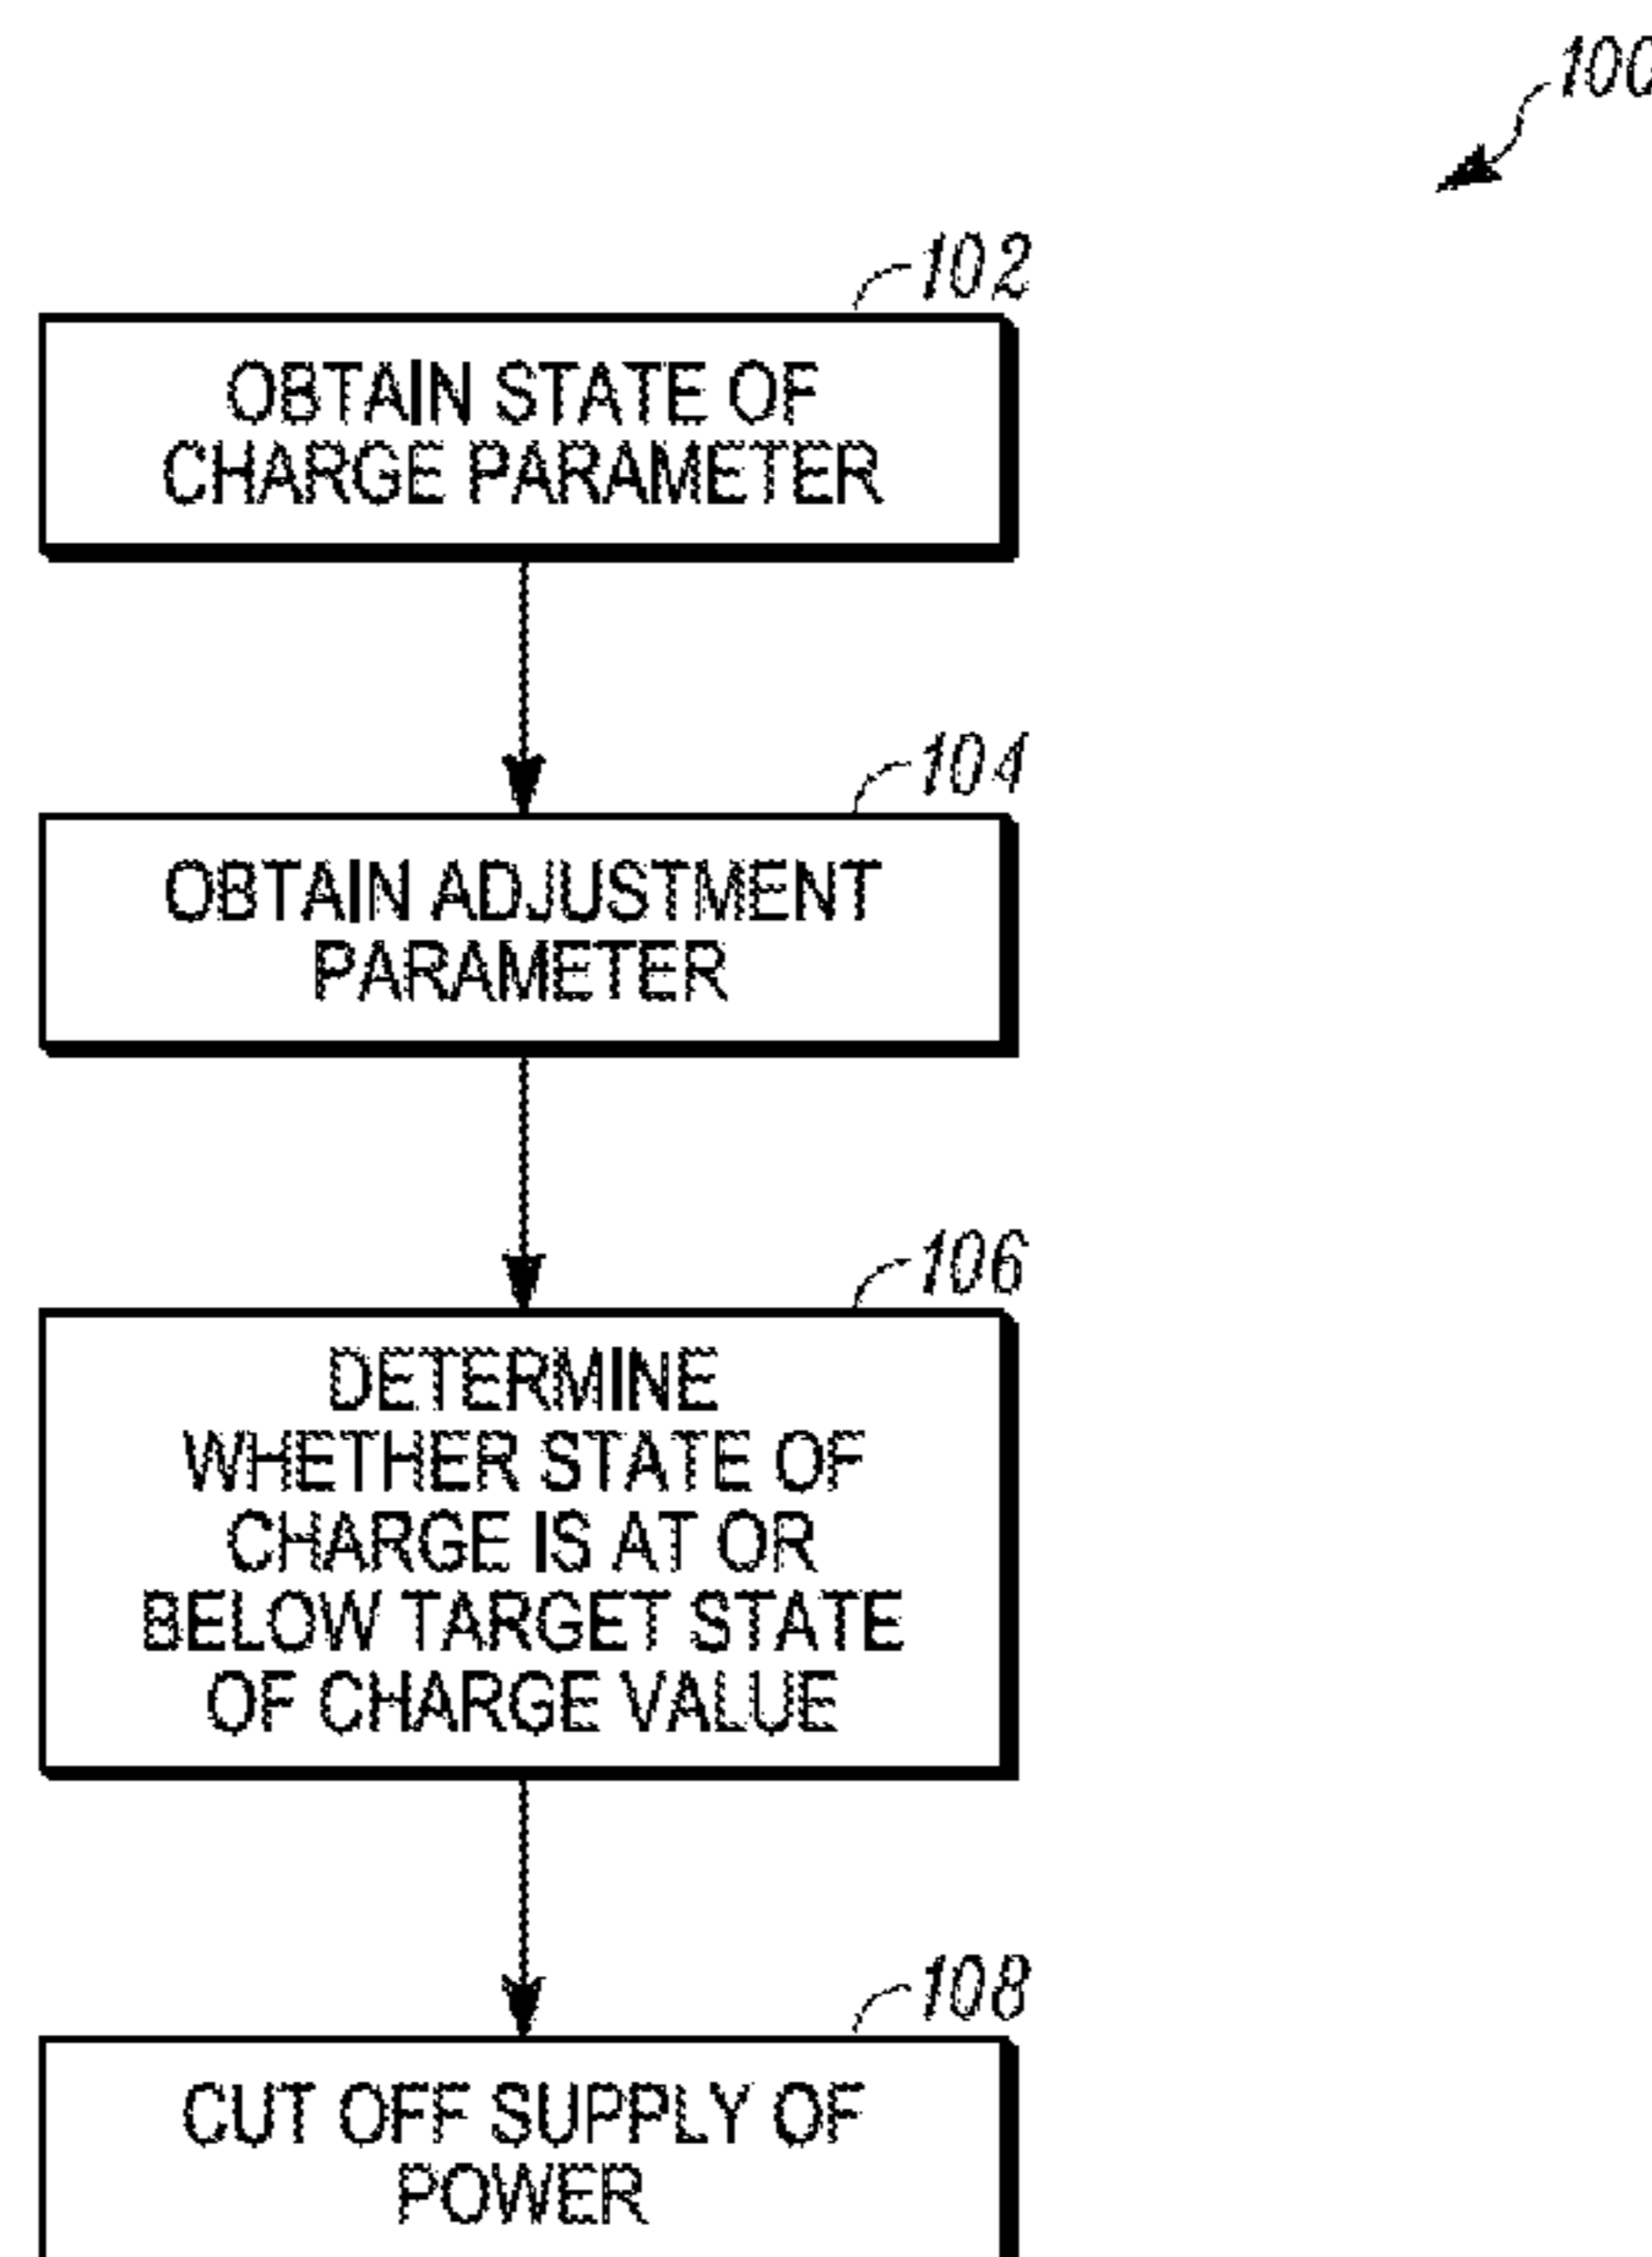 100
102
OBTAIN STATE OF
CHARGE PARAMETER
104
OBTAIN ADJUSTMENT
PARAMETER
106
DETERMINE
WHETHER STATE OF
CHARGE IS AT OR
BELOW TARGET STATE
OF CHARGE VALUE
108
CUT OFF SUPPLY OF
POWER